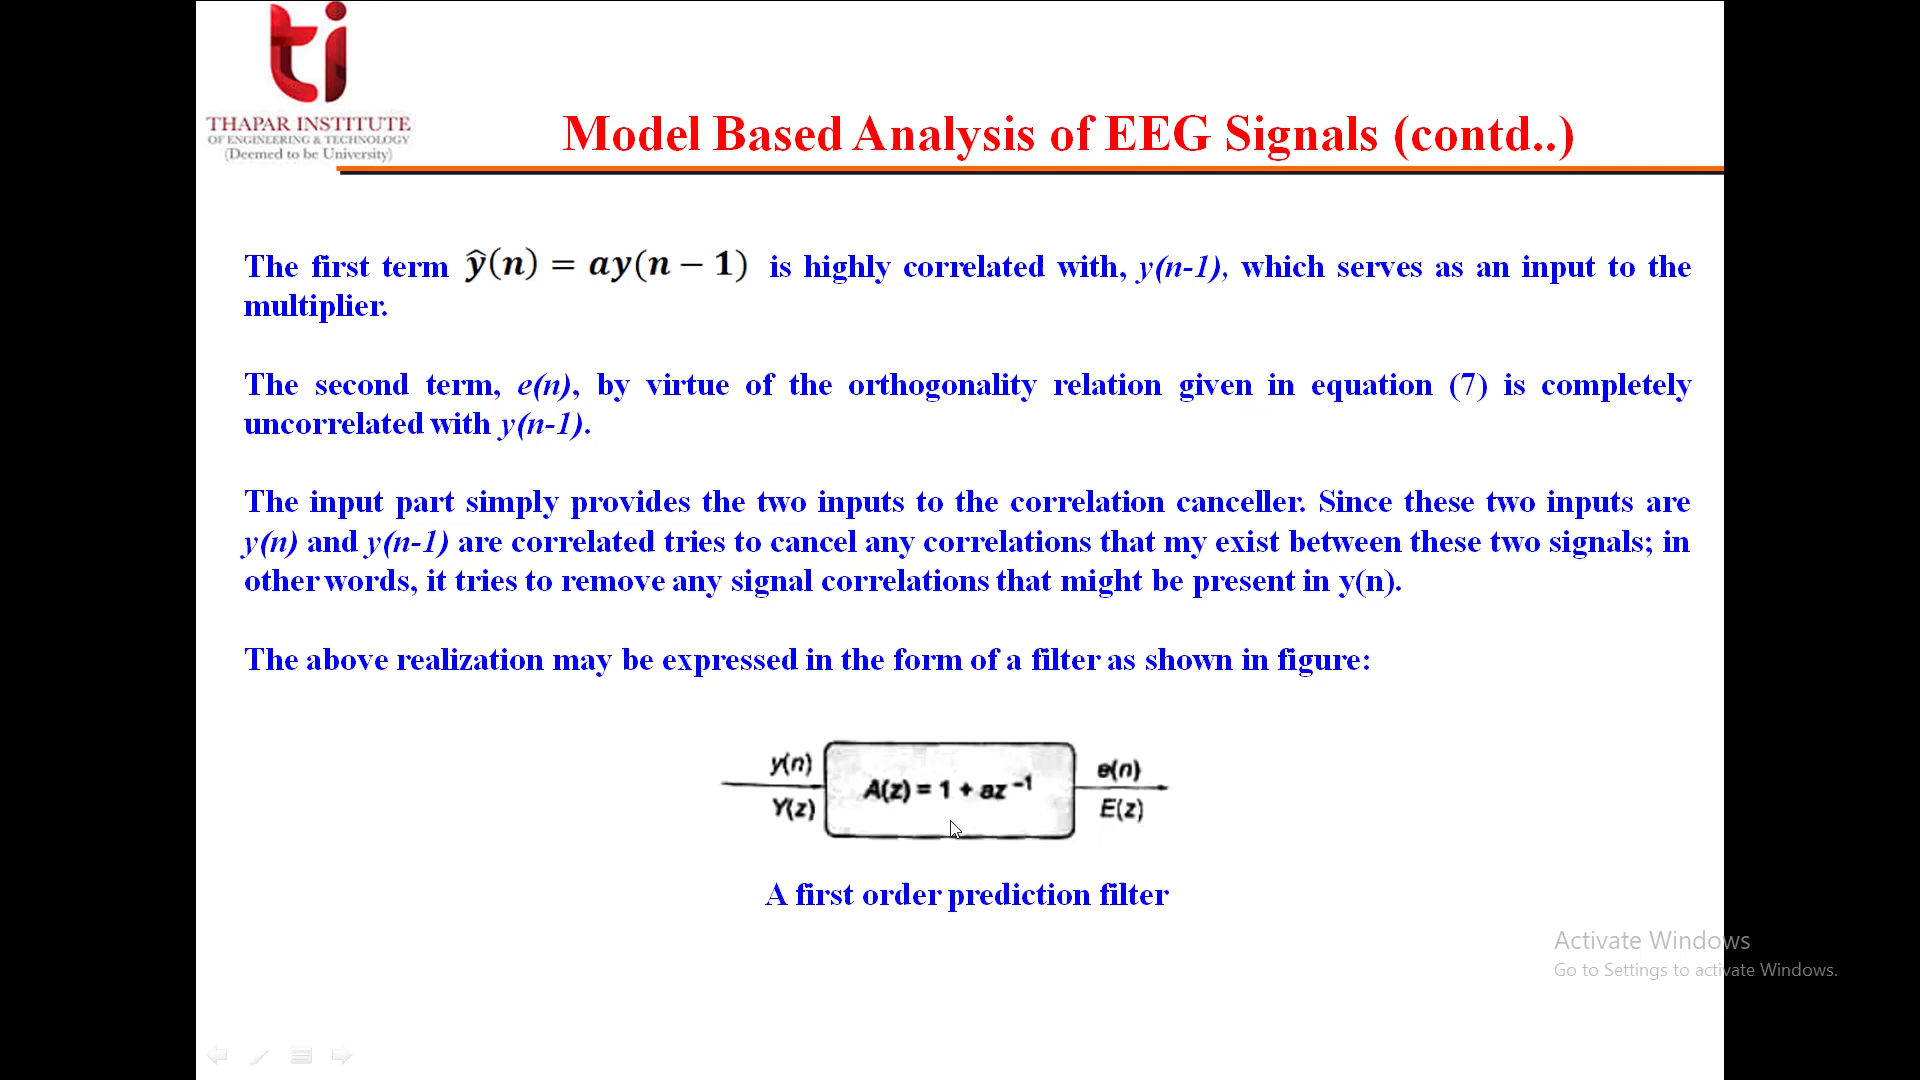 ti
THAPAR INSTITUTE
OF ENGINEERING & TECHNOLOGY
(Deemed to be University)
Model Based Analysis of EEG Signals (contd..)
The first term ŷ(n) = ay(n − 1) is highly correlated with, y(n-1), which serves as an input to the
multiplier.
The second term, e(n), by virtue of the orthogonality relation given in equation (7) is completely
uncorrelated with y(n-1).
The input part simply provides the two inputs to the correlation canceller. Since these two inputs are
y(n) and y(n-1) are correlated tries to cancel any correlations that my exist between these two signals; in
other words, it tries to remove any signal correlations that might be present in y(n).
The above realization may be expressed in the form of a filter as shown in figure:
y(n)
Y(z)
A(z) = 1 + az⁻¹
e(n)
E(z)
A first order prediction filter
Activate Windows
Go to Settings to activate Windows.